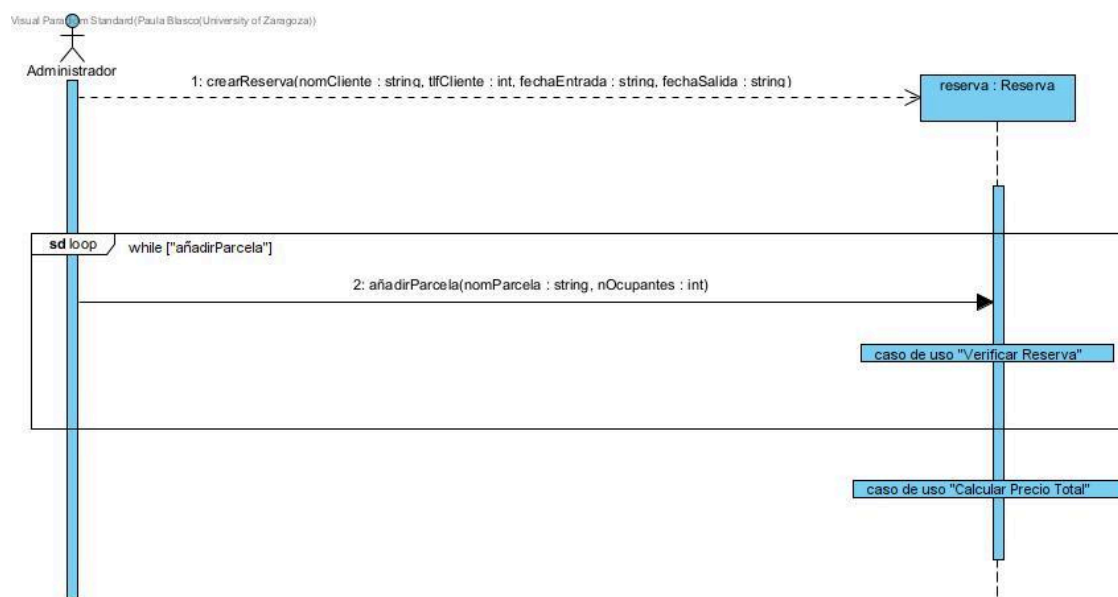 Visual Paradigm Standard(Paula Blasco(University of Zaragoza))
Administrador
1: crearReserva(nomCliente : string, tlfCliente : int, fechaEntrada : string, fechaSalida : string)
reserva : Reserva
sd loop
while ["añadirParcela"]
2: añadirParcela(nomParcela : string, nOcupantes : int)
caso de uso "Verificar Reserva"
caso de uso "Calcular Precio Total"